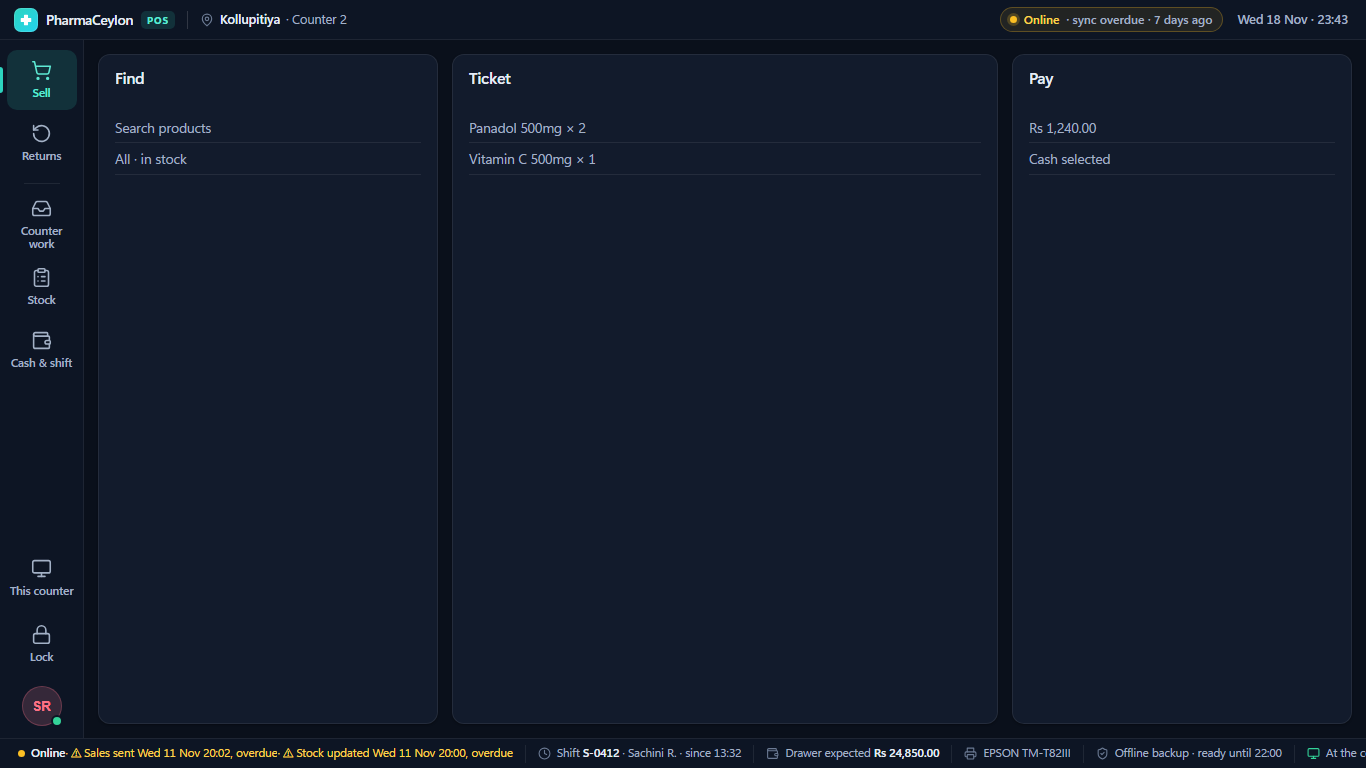 PharmaCeylon POS
Kollupitiya · Counter 2
Online · sync overdue · 7 days ago
Wed 18 Nov · 23:43
Sell
Returns
Counter
work
Stock
Cash & shift
This counter
Lock
SR
Find
Search products
All · in stock
Ticket
Panadol 500mg × 2
Vitamin C 500mg × 1
Pay
Rs 1,240.00
Cash selected
Online· ⚠ Sales sent Wed 11 Nov 20:02, overdue· ⚠ Stock updated Wed 11 Nov 20:00, overdue
Shift S-0412 · Sachini R. · since 13:32
Drawer expected Rs 24,850.00
EPSON TM-T82III
Offline backup · ready until 22:00
At the c